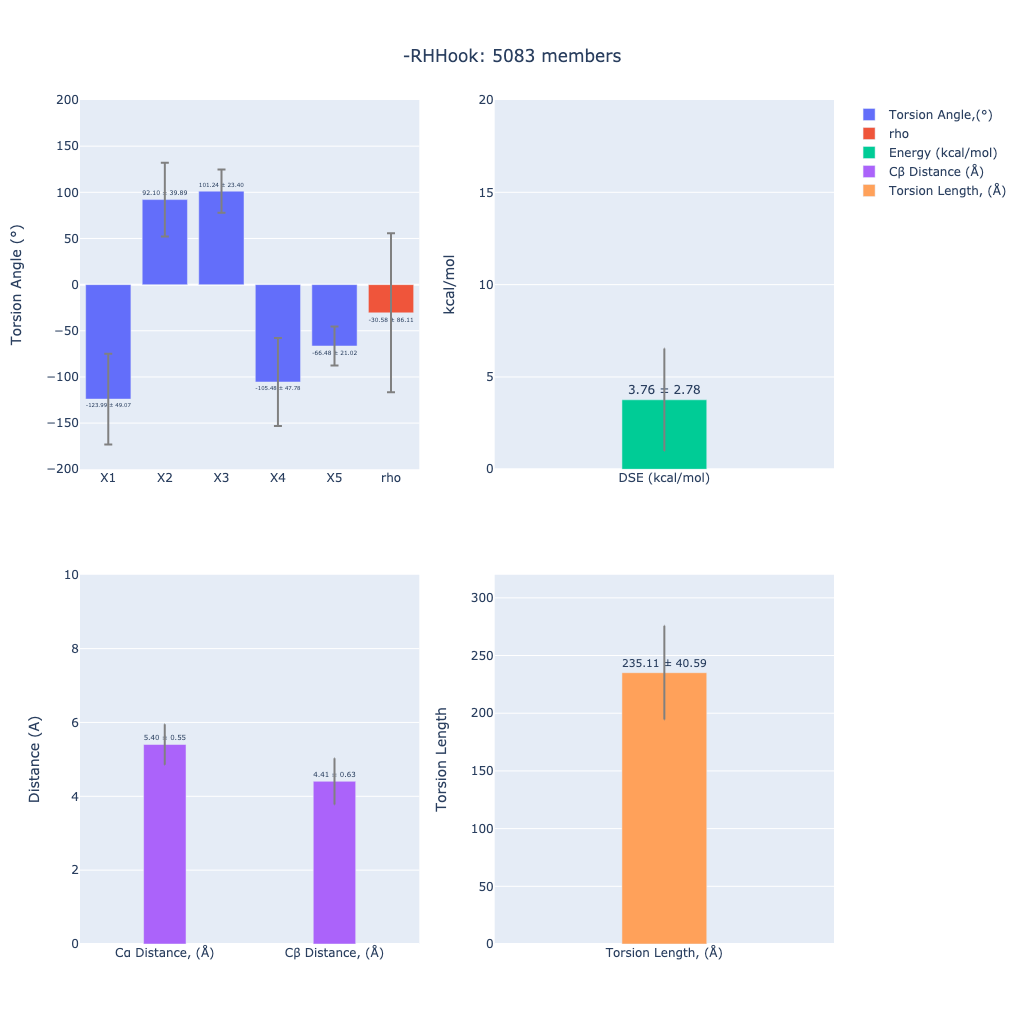 -RHHook: 5083 members
200
150
100
50
0
−50
−100
−150
−200
Torsion Angle (°)
92.10 ± 39.89
101.24 ± 23.40
-123.99 ± 49.07
-105.48 ± 47.78
-66.48 ± 21.02
-30.58 ± 86.11
X1 X2 X3 X4 X5 rho
20
15
10
5
0
kcal/mol
3.76 ± 2.78
DSE (kcal/mol)
Torsion Angle,(°)
rho
Energy (kcal/mol)
Cβ Distance (Å)
Torsion Length, (Å)
10
8
6
4
2
0
Distance (A)
5.40 ± 0.55
4.41 ± 0.63
Cα Distance, (Å) Cβ Distance, (Å)
300
250
200
150
100
50
0
Torsion Length
235.11 ± 40.59
Torsion Length, (Å)